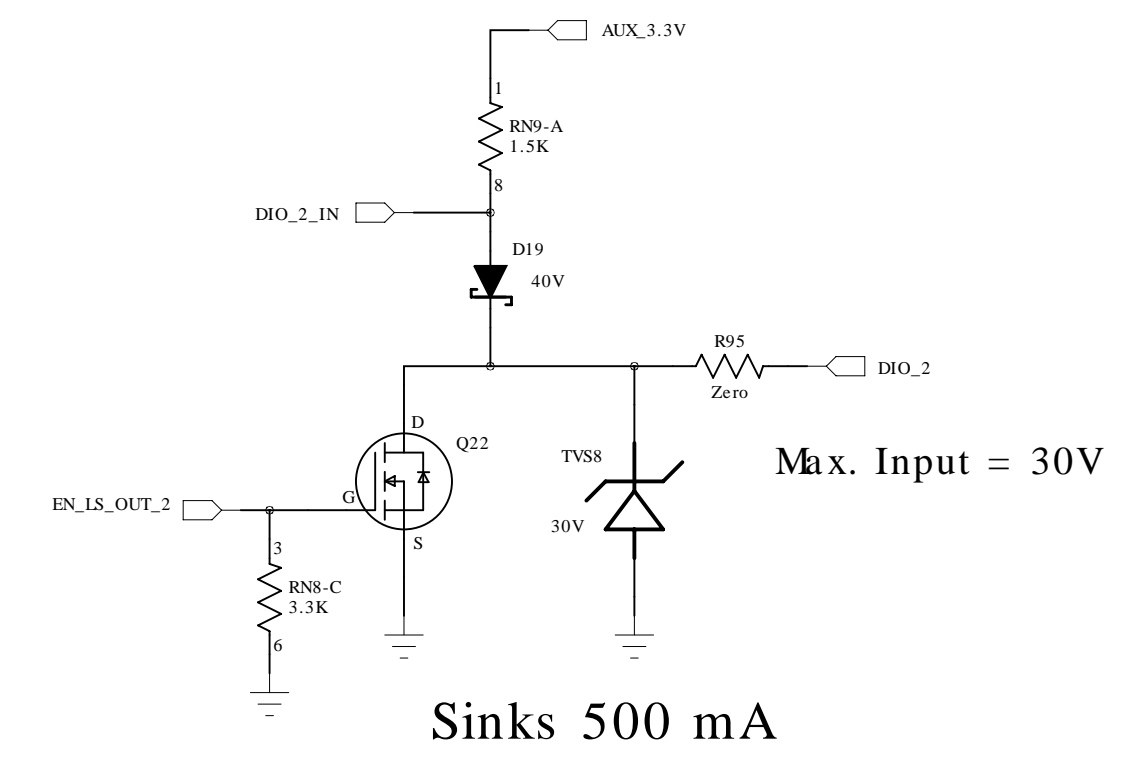 AUX_3.3V
1
RN9-A
1.5K
8
DIO_2_IN
D19
40V
R95
DIO_2
Zero
D
Q22
TVS8
Max. Input = 30V
G
EN_LS_OUT_2
30V
S
3
RN8-C
3.3K
6
Sinks 500 mA